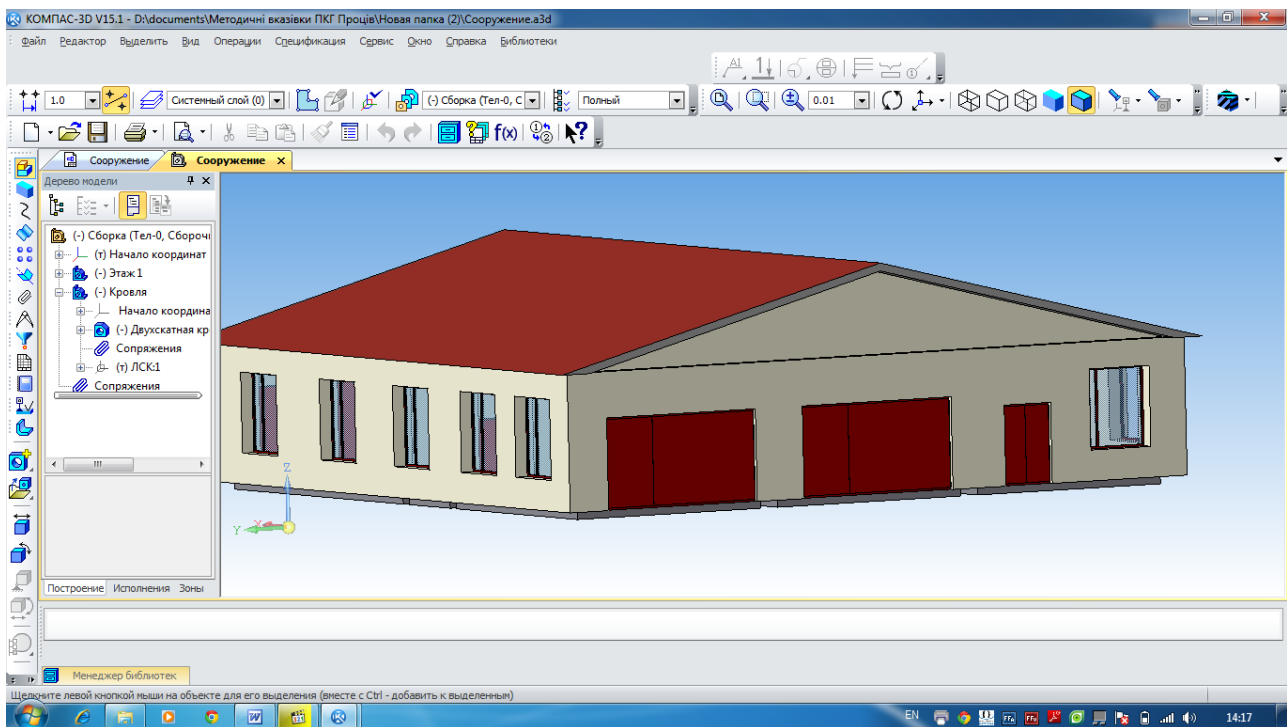 КОМПАС-3D V15.1 - D:\documents\Методичні вказівки ПКГ Проців\Новая папка (2)\Сооружение.a3d
Файл Редактор Выделить Вид Операции Спецификация Сервис Окно Справка Библиотеки
1.0 Системный слой (0) (-) Сборка (Тел-0, С Полный 0.01
f(x)
Сооружение Сооружение
Дерево модели
(-) Сборка (Тел-0, Сбороч
(т) Начало координат
(-) Этаж 1
(-) Кровля
Начало координа
(-) Двухскатная кр
Сопряжения
(т) ЛСК:1
Сопряжения
Z
Y X
Построение Исполнения Зоны
Менеджер библиотек
Щелкните левой кнопкой мыши на объекте для его выделения (вместе с Ctrl - добавить к выделенным)
EN 14:17